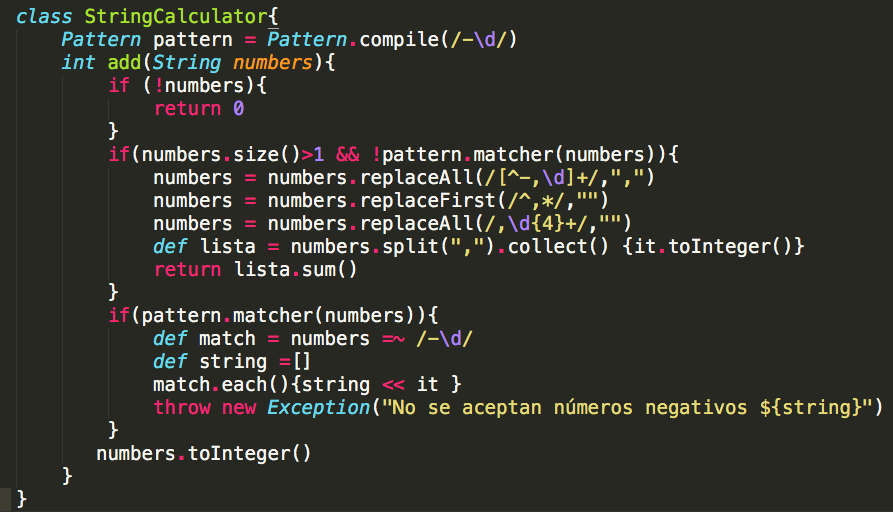 class StringCalculator{
    Pattern pattern = Pattern.compile(/-\d/)
    int add(String numbers){
        if (!numbers){
            return 0
        }
        if(numbers.size()>1 && !pattern.matcher(numbers)){
            numbers = numbers.replaceAll(/[^-,\d]+/,",")
            numbers = numbers.replaceFirst(/^,*/,"")
            numbers = numbers.replaceAll(/,\d{4}+/,"")
            def lista = numbers.split(",").collect() {it.toInteger()}
            return lista.sum()
        }
        if(pattern.matcher(numbers)){
            def match = numbers =~ /-\d/
            def string =[]
            match.each(){string << it }
            throw new Exception("No se aceptan números negativos ${string}")
        }
       numbers.toInteger()
    }
}